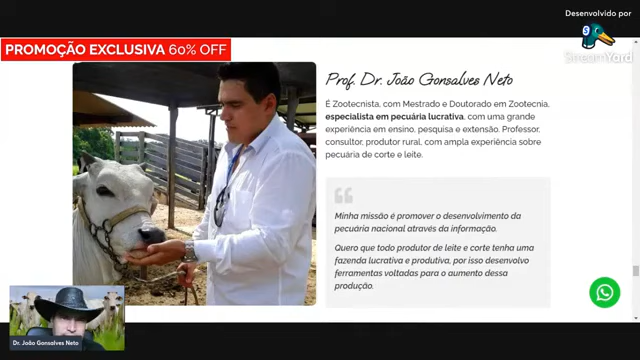 Desenvolvido por
StreamYard
PROMOÇÃO EXCLUSIVA 60% OFF
Prof. Dr. João Gonsalves Neto
É Zootecnista, com Mestrado e Doutorado em Zootecnia,
especialista em pecuária lucrativa, com uma grande
experiência em ensino, pesquisa e extensão. Professor,
consultor, produtor rural, com ampla experiência sobre
pecuária de corte e leite.
Minha missão é promover o desenvolvimento da
pecuária nacional através da informação.
Quero que todo produtor de leite e corte tenha uma
fazenda lucrativa e produtiva, por isso desenvolvo
ferramentas voltadas para o aumento dessa
produção.
Dr. João Gonsalves Neto